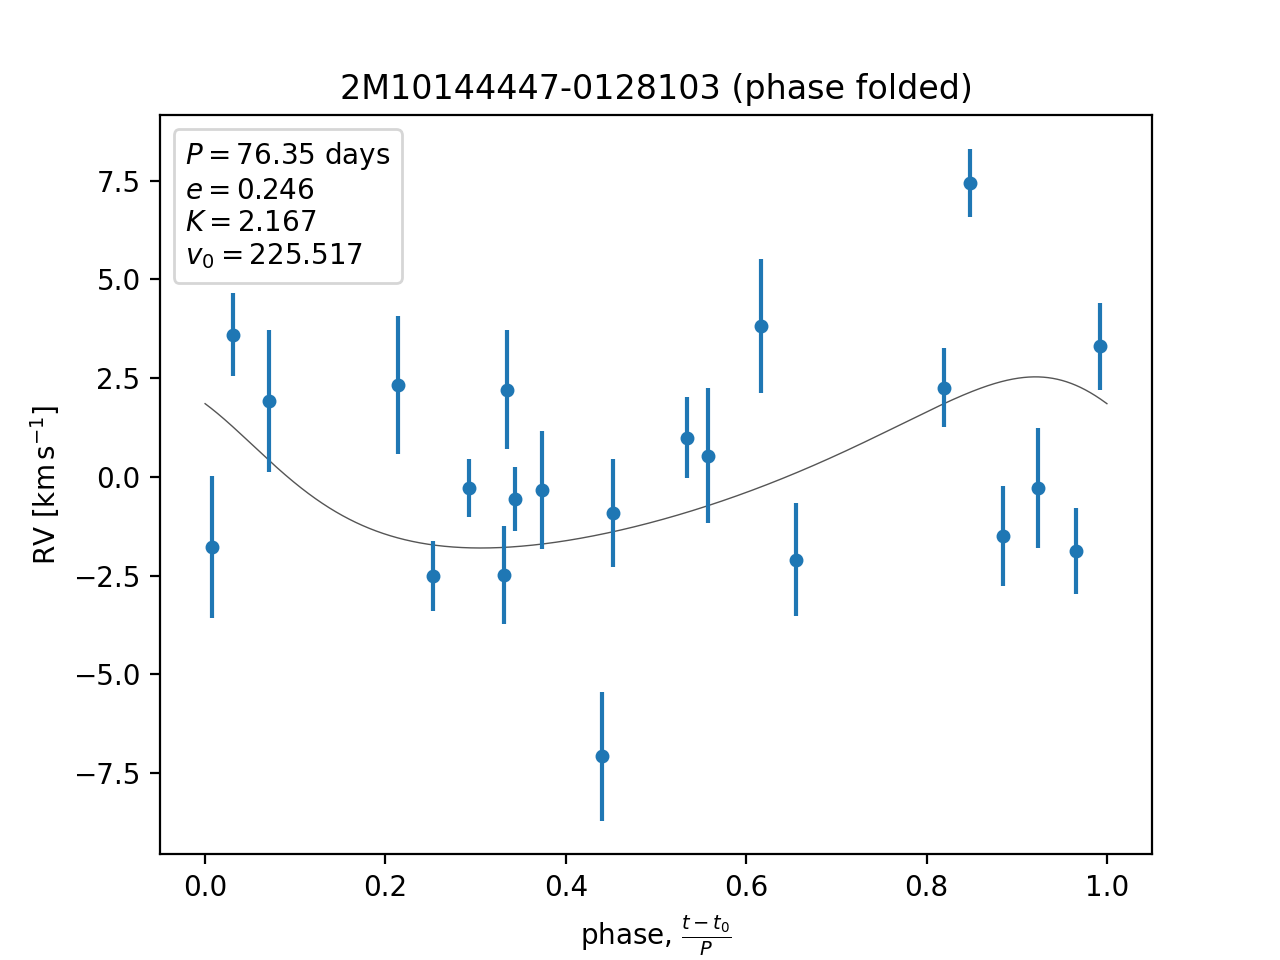 2M10144447-0128103 (phase folded)
P = 76.35 days
e = 0.246
K = 2.167
v₀ = 225.517
7.5
5.0
2.5
0.0
−2.5
−5.0
−7.5
RV [km s⁻¹]
0.0 0.2 0.4 0.6 0.8 1.0
phase, (t − t₀)/P